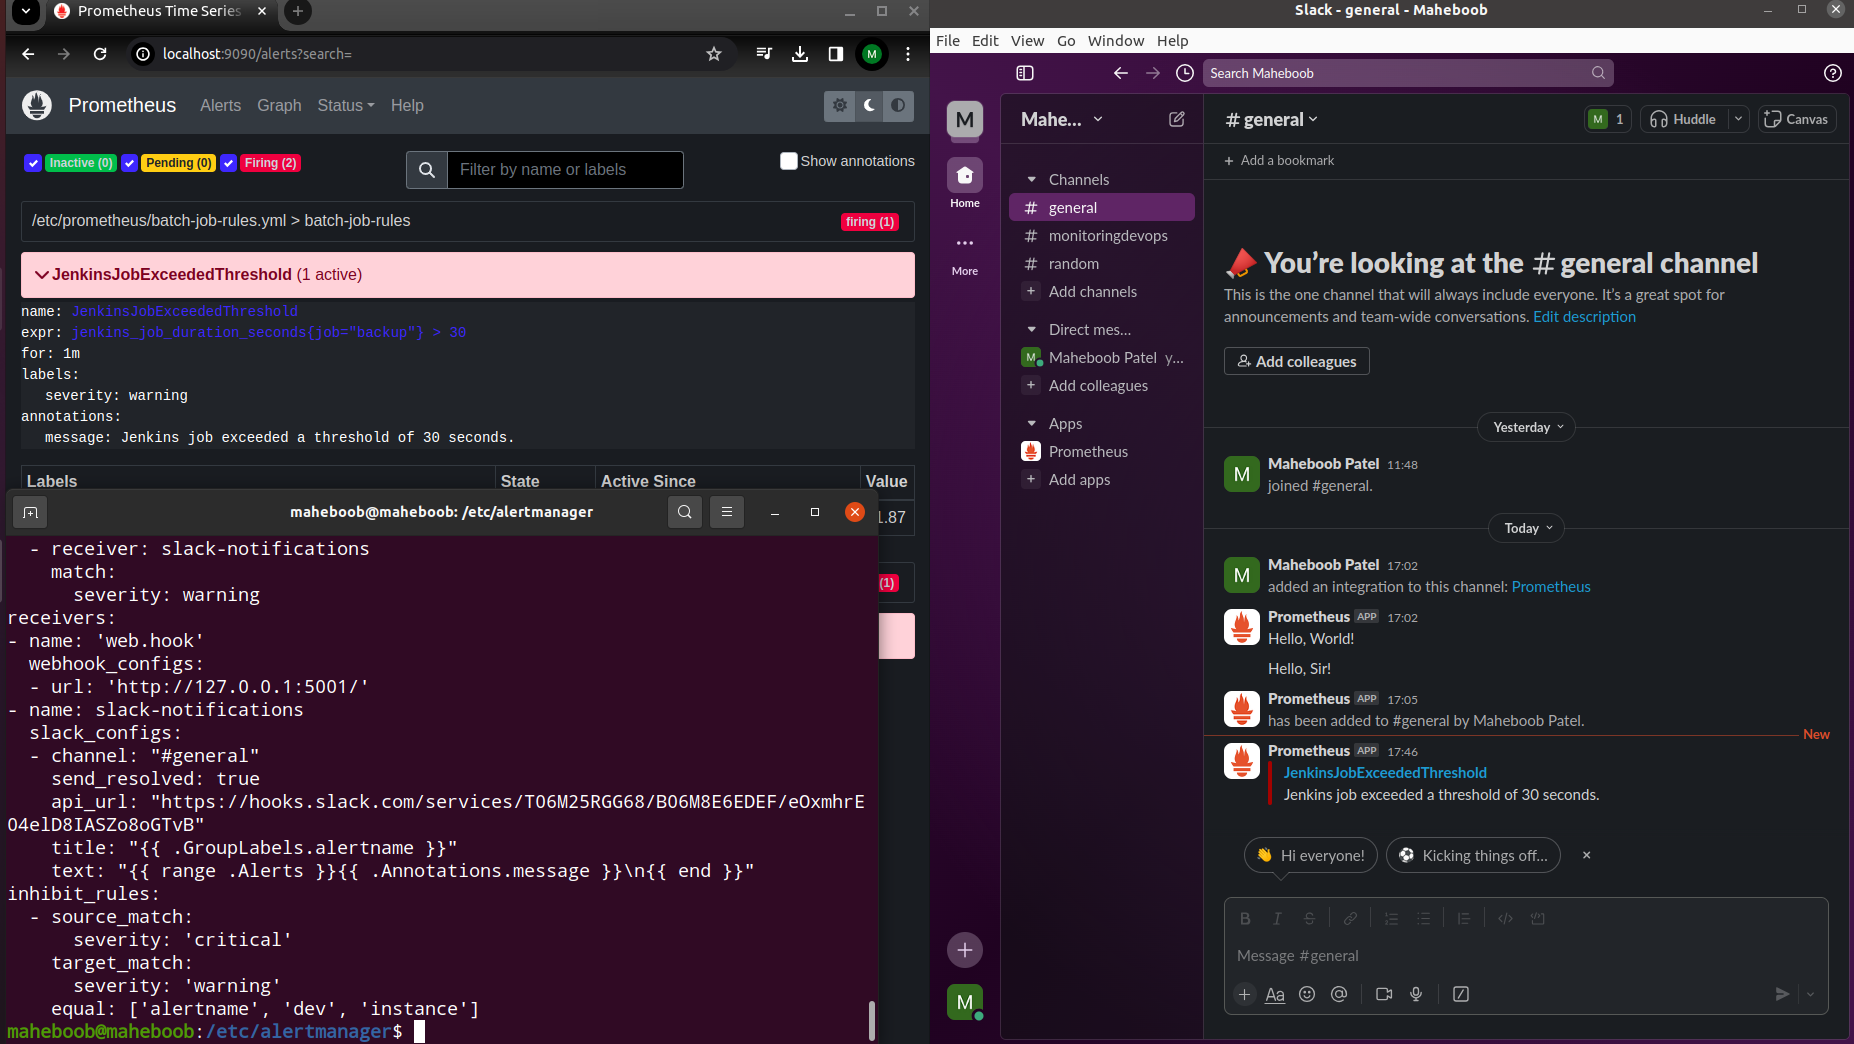 Prometheus Time Series
localhost:9090/alerts?search=
M
Prometheus
Alerts
Graph
Status
Help
Inactive (0)
Pending (0)
Firing (2)
Filter by name or labels
Show annotations
/etc/prometheus/batch-job-rules.yml > batch-job-rules
firing (1)
JenkinsJobExceededThreshold (1 active)
name: JenkinsJobExceededThreshold
expr: jenkins_job_duration_seconds{job="backup"} > 30
for: 1m
labels:
severity: warning
annotations:
message: Jenkins job exceeded a threshold of 30 seconds.
Labels State Active Since Value
1.87
(1)
maheboob@maheboob: /etc/alertmanager
- receiver: slack-notifications
match:
severity: warning
receivers:
- name: 'web.hook'
webhook_configs:
- url: 'http://127.0.0.1:5001/'
- name: slack-notifications
slack_configs:
- channel: "#general"
send_resolved: true
api_url: "https://hooks.slack.com/services/T06M25RGG68/B06M8E6EDEF/eOxmhrE
O4elD8IASZo8oGTvB"
title: "{{ .GroupLabels.alertname }}"
text: "{{ range .Alerts }}{{ .Annotations.message }}\n{{ end }}"
inhibit_rules:
- source_match:
severity: 'critical'
target_match:
severity: 'warning'
equal: ['alertname', 'dev', 'instance']
maheboob@maheboob:/etc/alertmanager$
Slack - general - Maheboob
File Edit View Go Window Help
Search Maheboob
M
Home
More
M
Mahe...
Channels
# general
# monitoringdevops
# random
+ Add channels
Direct mes...
M Maheboob Patel y...
+ Add colleagues
Apps
Prometheus
+ Add apps
# general
M 1
Huddle
Canvas
+ Add a bookmark
You're looking at the # general channel
This is the one channel that will always include everyone. It's a great spot for
announcements and team-wide conversations. Edit description
Add colleagues
Yesterday
M
Maheboob Patel 11:48
joined #general.
Today
M
Maheboob Patel 17:02
added an integration to this channel: Prometheus
Prometheus APP 17:02
Hello, World!
Hello, Sir!
Prometheus APP 17:05
has been added to #general by Maheboob Patel.
New
Prometheus APP 17:46
JenkinsJobExceededThreshold
Jenkins job exceeded a threshold of 30 seconds.
Hi everyone!
Kicking things off...
B I S
Message #general
Aa